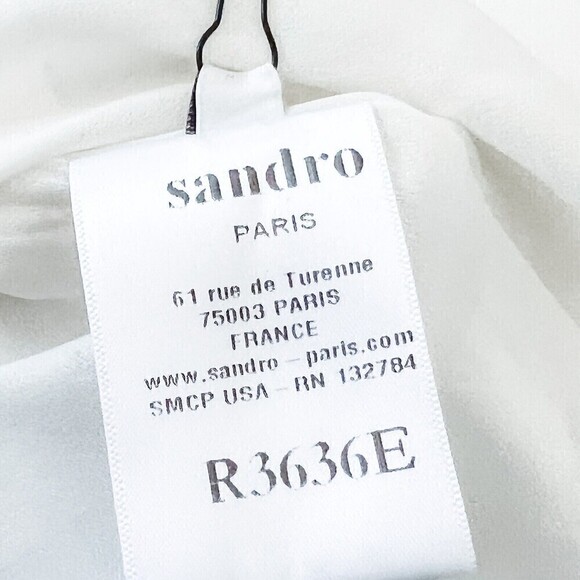 sandro
PARIS
61 rue de Turenne
75003 PARIS
FRANCE
www.sandro-paris.com
SMCP USA - RN 132784
R3636E